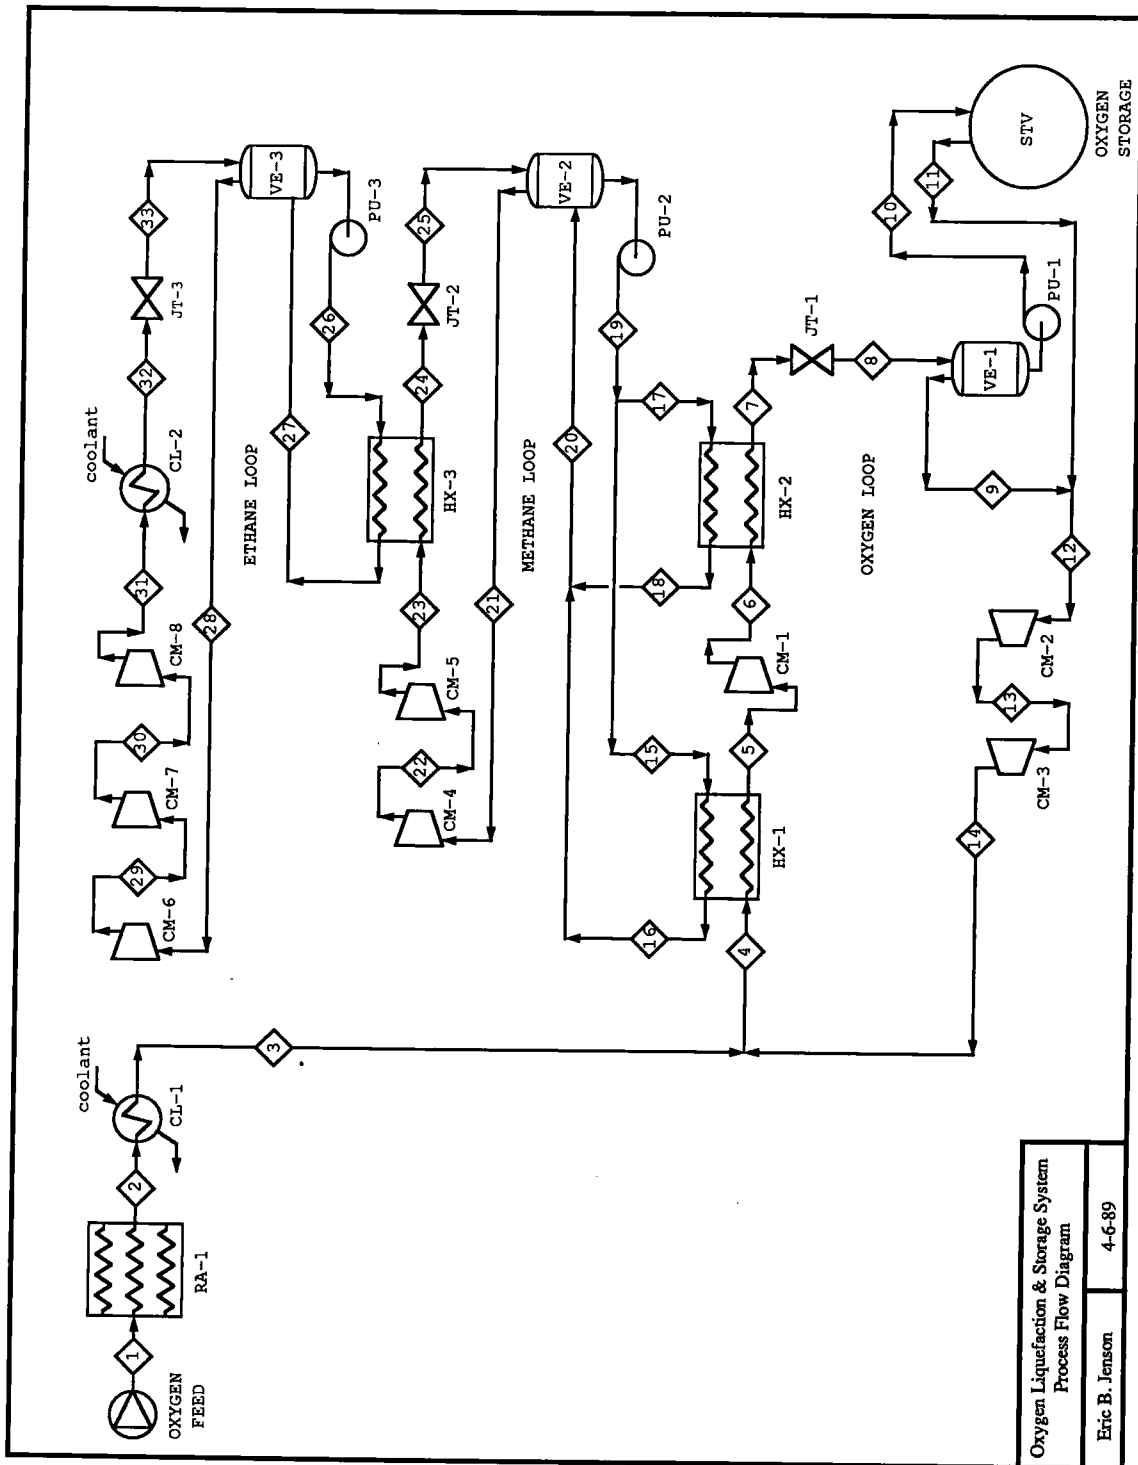 coolant
CL-2
31
32
JT-3
33
CM-6
29
CM-7
30
CM-8
28
VE-3
PU-3
ETHANE LOOP
27
26
HX-3
23
24
JT-2
25
CM-4
22
CM-5
21
VE-2
PU-2
METHANE LOOP
20
19
OXYGEN FEED
1
RA-1
2
coolant
CL-1
3
16
15
18
17
4
HX-1
5
CM-1
6
HX-2
7
JT-1
8
OXYGEN LOOP
VE-1
PU-1
9
10
11
STV
OXYGEN
STORAGE
12
CM-2
13
CM-3
14
Oxygen Liquefaction & Storage System
Process Flow Diagram
Eric B. Jenson
4-6-89